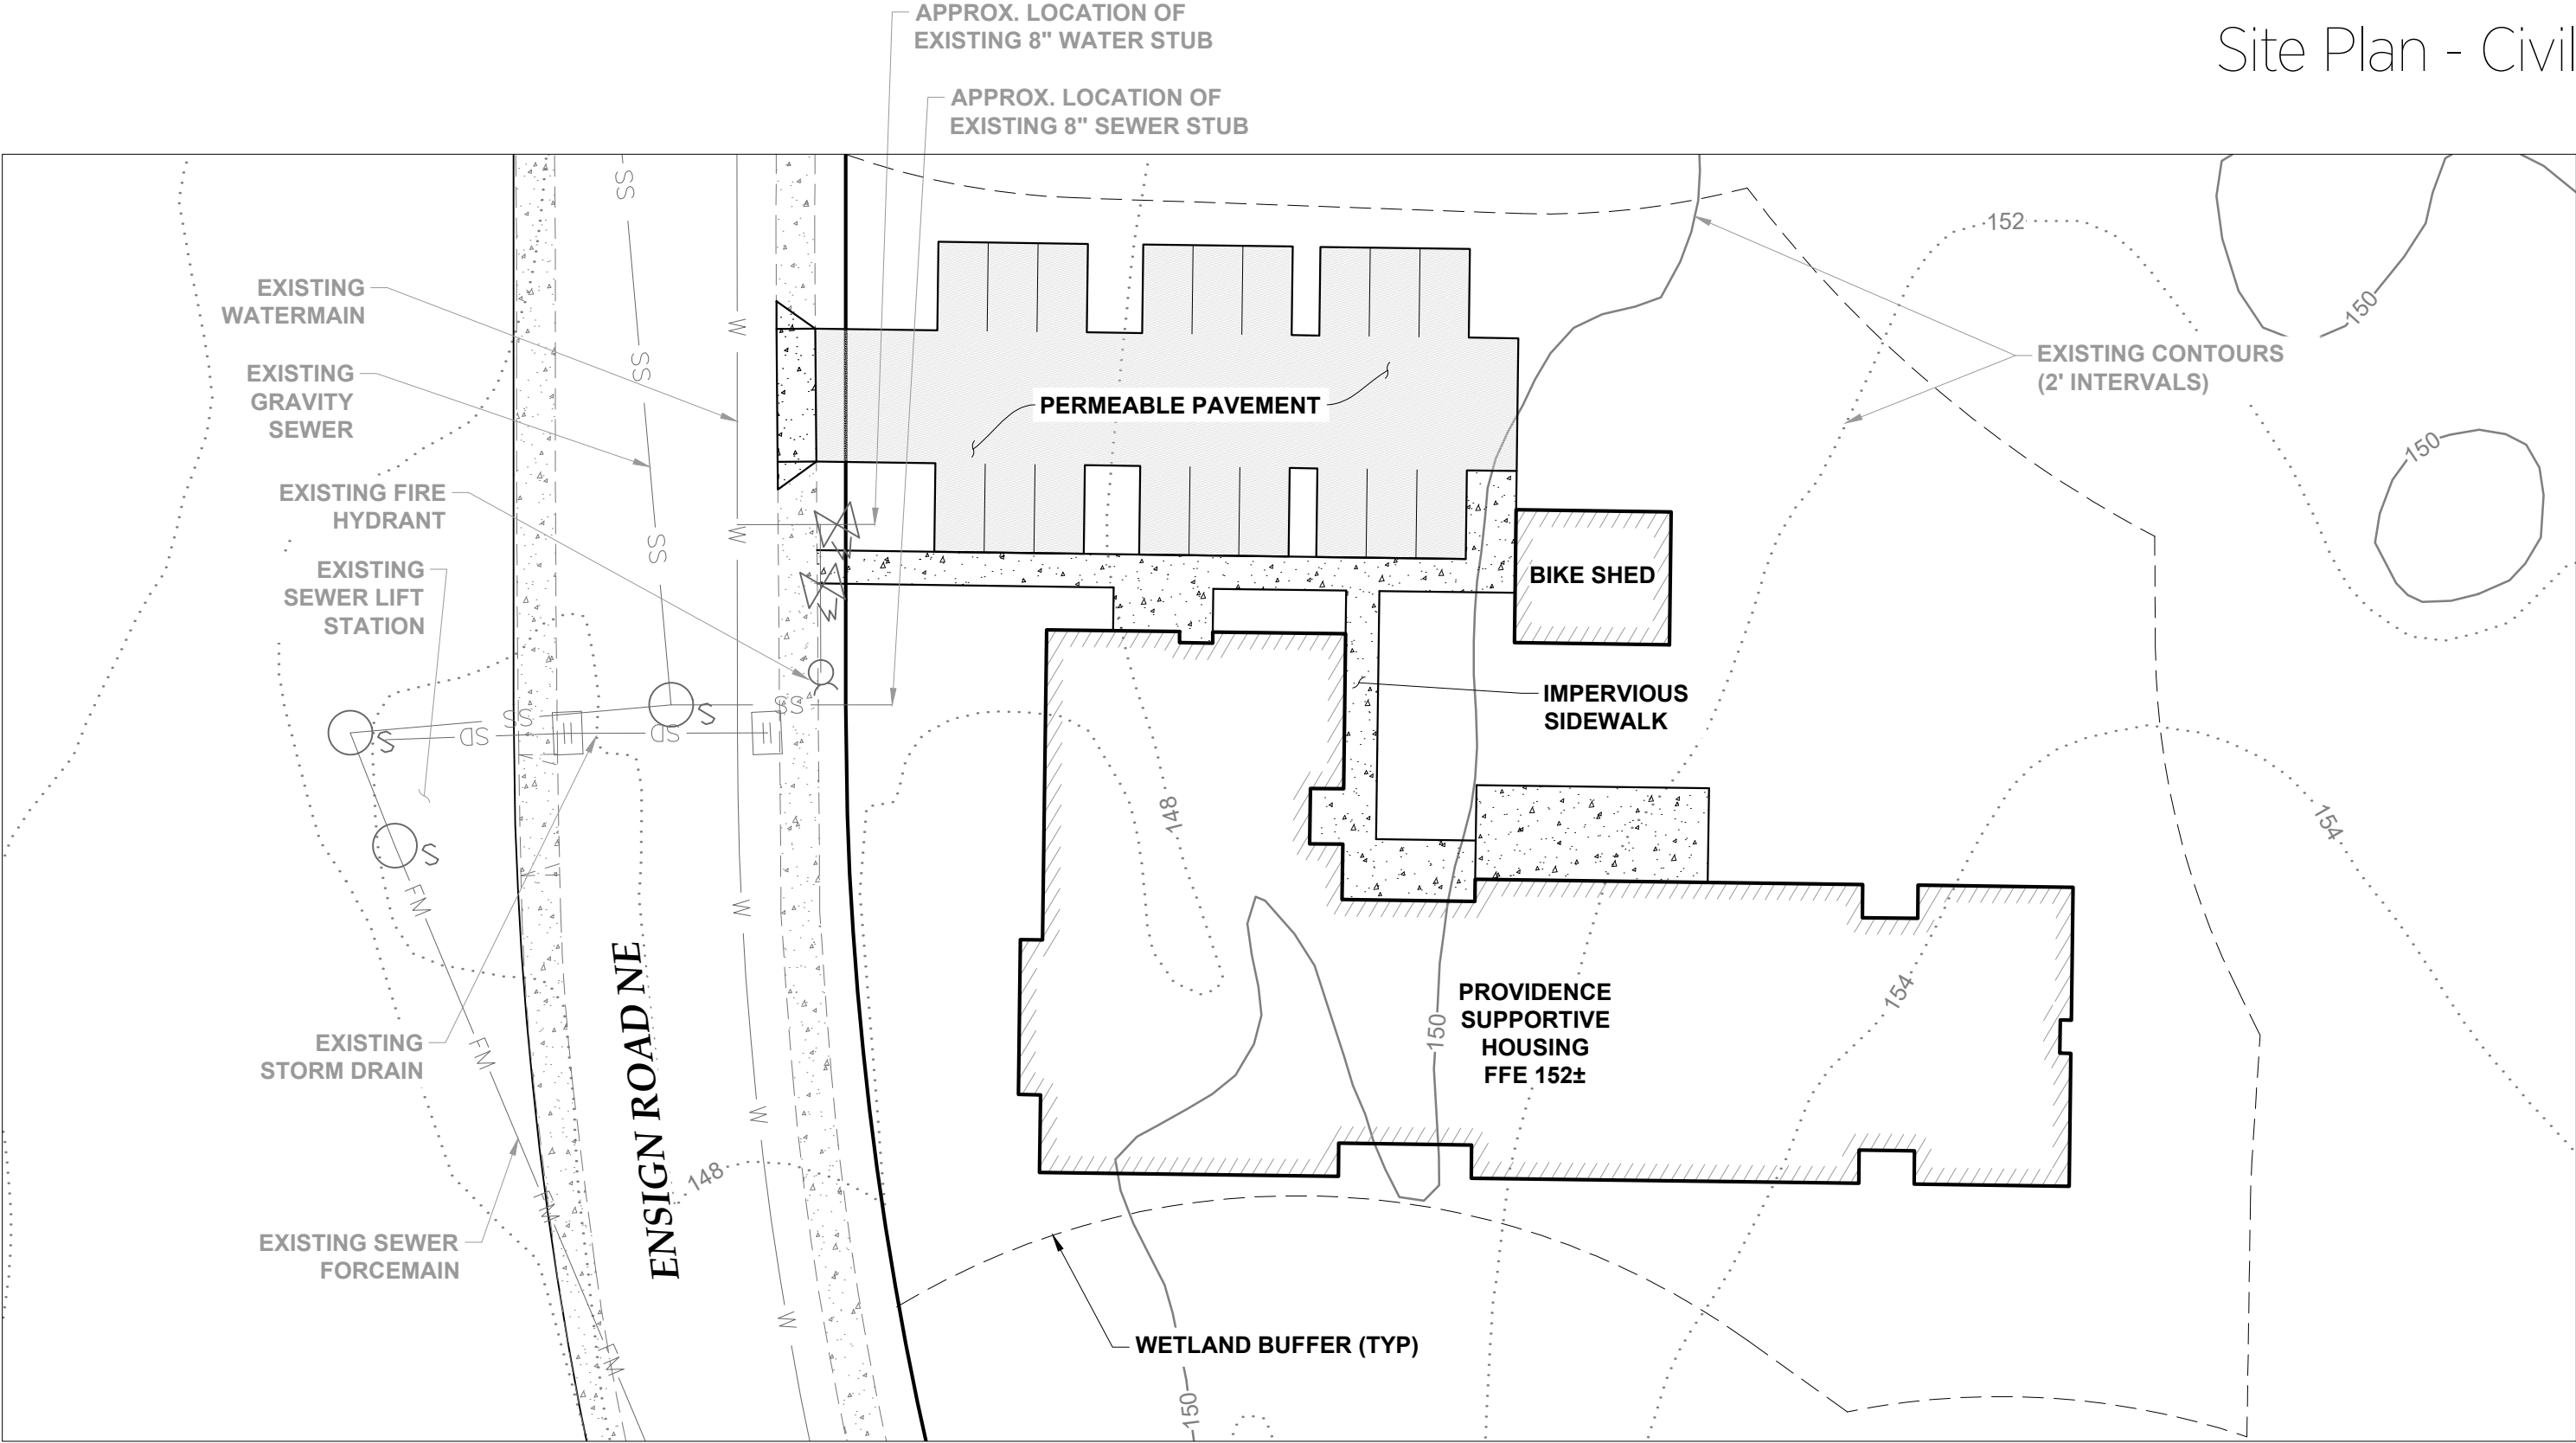 APPROX. LOCATION OF
EXISTING 8" WATER STUB
Site Plan - Civil
APPROX. LOCATION OF
EXISTING 8" SEWER STUB
SS
152
EXISTING
WATERMAIN
W
150
EXISTING CONTOURS
(2' INTERVALS)
SS
EXISTING
GRAVITY
SEWER
PERMEABLE PAVEMENT
150
EXISTING FIRE
HYDRANT
W
SS
W
EXISTING
SEWER LIFT
STATION
BIKE SHED
W
IMPERVIOUS
SIDEWALK
SS
S
SS
S
SD
SD
148
154
S
FM
W
PROVIDENCE
SUPPORTIVE
HOUSING
FFE 152±
154
150
EXISTING
STORM DRAIN
FM
ENSIGN ROAD NE
W
148
FM
EXISTING SEWER
FORCEMAIN
W
WETLAND BUFFER (TYP)
FM
150